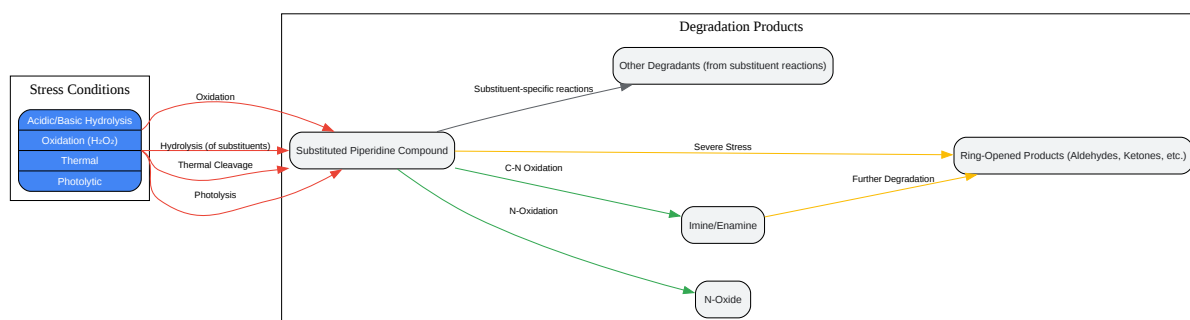 Degradation Products
Stress Conditions
Acidic/Basic Hydrolysis
Oxidation (H₂O₂)
Thermal
Photolytic
Oxidation
Hydrolysis (of substituents)
Thermal Cleavage
Photolysis
Substituted Piperidine Compound
Substituent-specific reactions
Other Degradants (from substituent reactions)
Severe Stress
C-N Oxidation
N-Oxidation
Imine/Enamine
N-Oxide
Further Degradation
Ring-Opened Products (Aldehydes, Ketones, etc.)